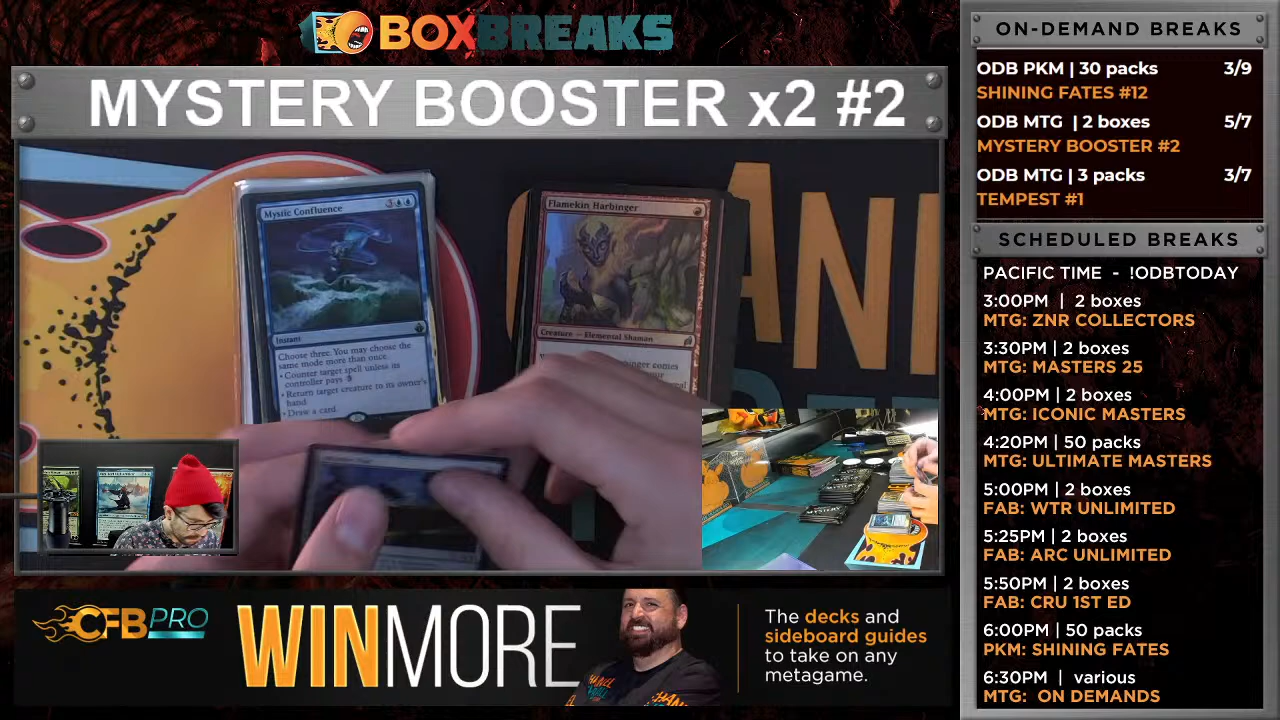 BOXBREAKS
MYSTERY BOOSTER x2 #2
Mystic Confluence
Instant
Choose three. You may choose the
same mode more than once.
• Counter target spell unless its
controller pays
• Return target creature to its owner's
hand.
• Draw a card.
Flamekin Harbinger
Creature — Elemental Shaman
comes
CFBPRO
WINMORE
The decks and
sideboard guides
to take on any
metagame.
ON-DEMAND BREAKS
ODB PKM | 30 packs 3/9
SHINING FATES #12
ODB MTG | 2 boxes 5/7
MYSTERY BOOSTER #2
ODB MTG | 3 packs 3/7
TEMPEST #1
SCHEDULED BREAKS
PACIFIC TIME - !ODBTODAY
3:00PM | 2 boxes
MTG: ZNR COLLECTORS
3:30PM | 2 boxes
MTG: MASTERS 25
4:00PM | 2 boxes
MTG: ICONIC MASTERS
4:20PM | 50 packs
MTG: ULTIMATE MASTERS
5:00PM | 2 boxes
FAB: WTR UNLIMITED
5:25PM | 2 boxes
FAB: ARC UNLIMITED
5:50PM | 2 boxes
FAB: CRU 1ST ED
6:00PM | 50 packs
PKM: SHINING FATES
6:30PM | various
MTG: ON DEMANDS